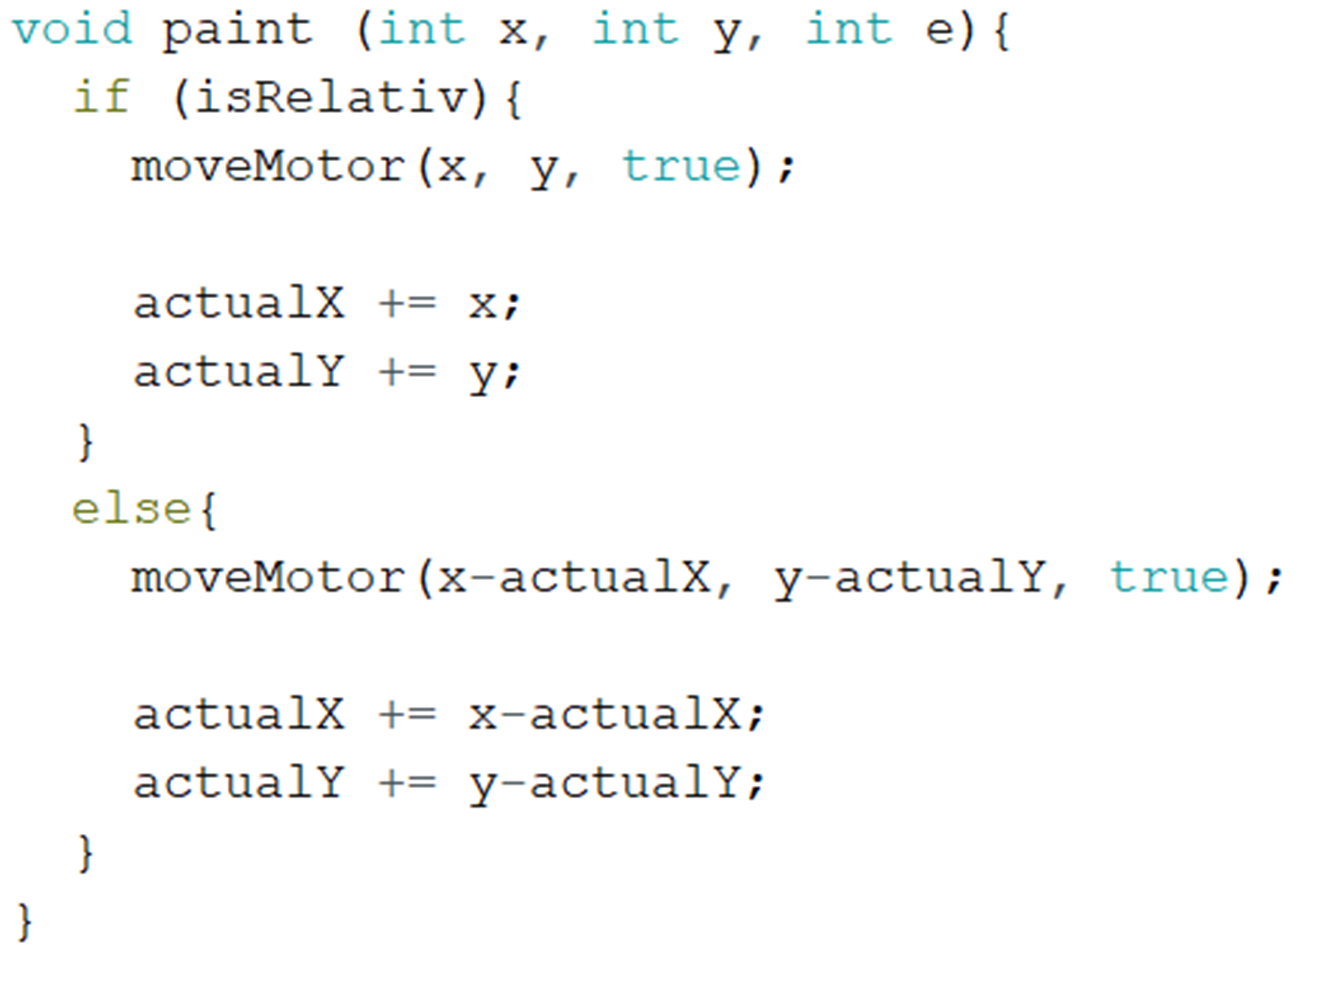 void paint (int x, int y, int e){
if (isRelativ){
moveMotor(x, y, true);
actualX += x;
actualY += y;
}
else{
moveMotor(x-actualX, y-actualY, true);
actualX += x-actualX;
actualY += y-actualY;
}
}